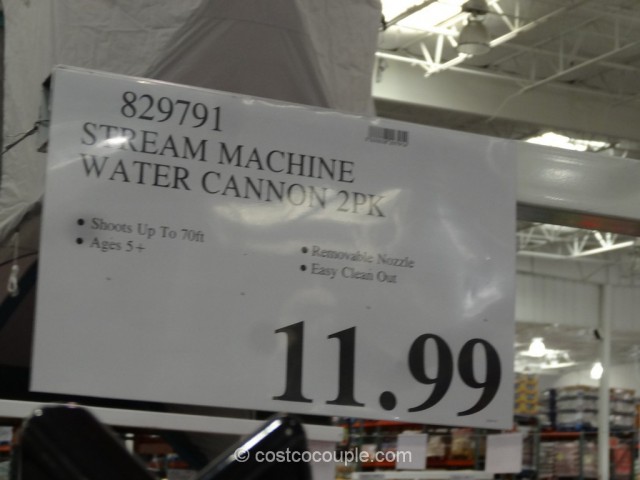 829791
STREAM MACHINE
WATER CANNON 2PK
• Shoots Up To 70ft
• Ages 5+
• Removable Nozzle
• Easy Clean Out
11.99
© costcocouple.com